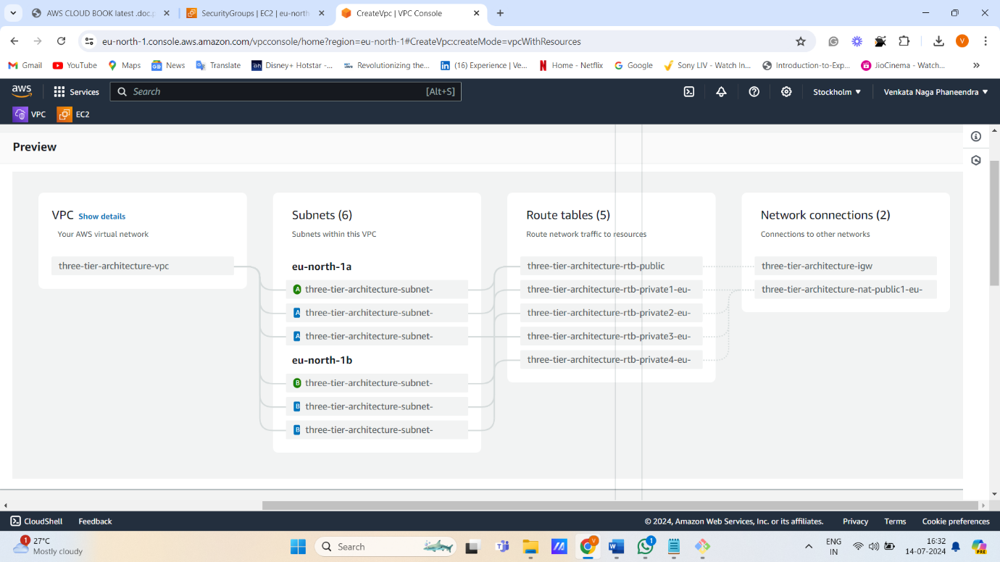 AWS CLOUD BOOK latest .doc.p
SecurityGroups | EC2 | eu-north
CreateVpc | VPC Console
eu-north-1.console.aws.amazon.com/vpcconsole/home?region=eu-north-1#CreateVpc:createMode=vpcWithResources
V
Gmail
YouTube
Maps
News
Translate
Disney+ Hotstar -...
Revolutionizing the...
(16) Experience | Ve...
Home - Netflix
Google
Sony LIV - Watch In...
Introduction-to-Exp...
JioCinema - Watch...
aws
Services
Search
[Alt+S]
Stockholm
Venkata Naga Phaneendra
VPC
EC2
Preview
VPC Show details
Your AWS virtual network
three-tier-architecture-vpc
Subnets (6)
Subnets within this VPC
eu-north-1a
A three-tier-architecture-subnet-
A three-tier-architecture-subnet-
A three-tier-architecture-subnet-
eu-north-1b
B three-tier-architecture-subnet-
B three-tier-architecture-subnet-
B three-tier-architecture-subnet-
Route tables (5)
Route network traffic to resources
three-tier-architecture-rtb-public
three-tier-architecture-rtb-private1-eu-
three-tier-architecture-rtb-private2-eu-
three-tier-architecture-rtb-private3-eu-
three-tier-architecture-rtb-private4-eu-
Network connections (2)
Connections to other networks
three-tier-architecture-igw
three-tier-architecture-nat-public1-eu-
CloudShell
Feedback
© 2024, Amazon Web Services, Inc. or its affiliates.
Privacy
Terms
Cookie preferences
1
27°C
Mostly cloudy
Search
V
1
ENG
IN
16:32
14-07-2024
PRE